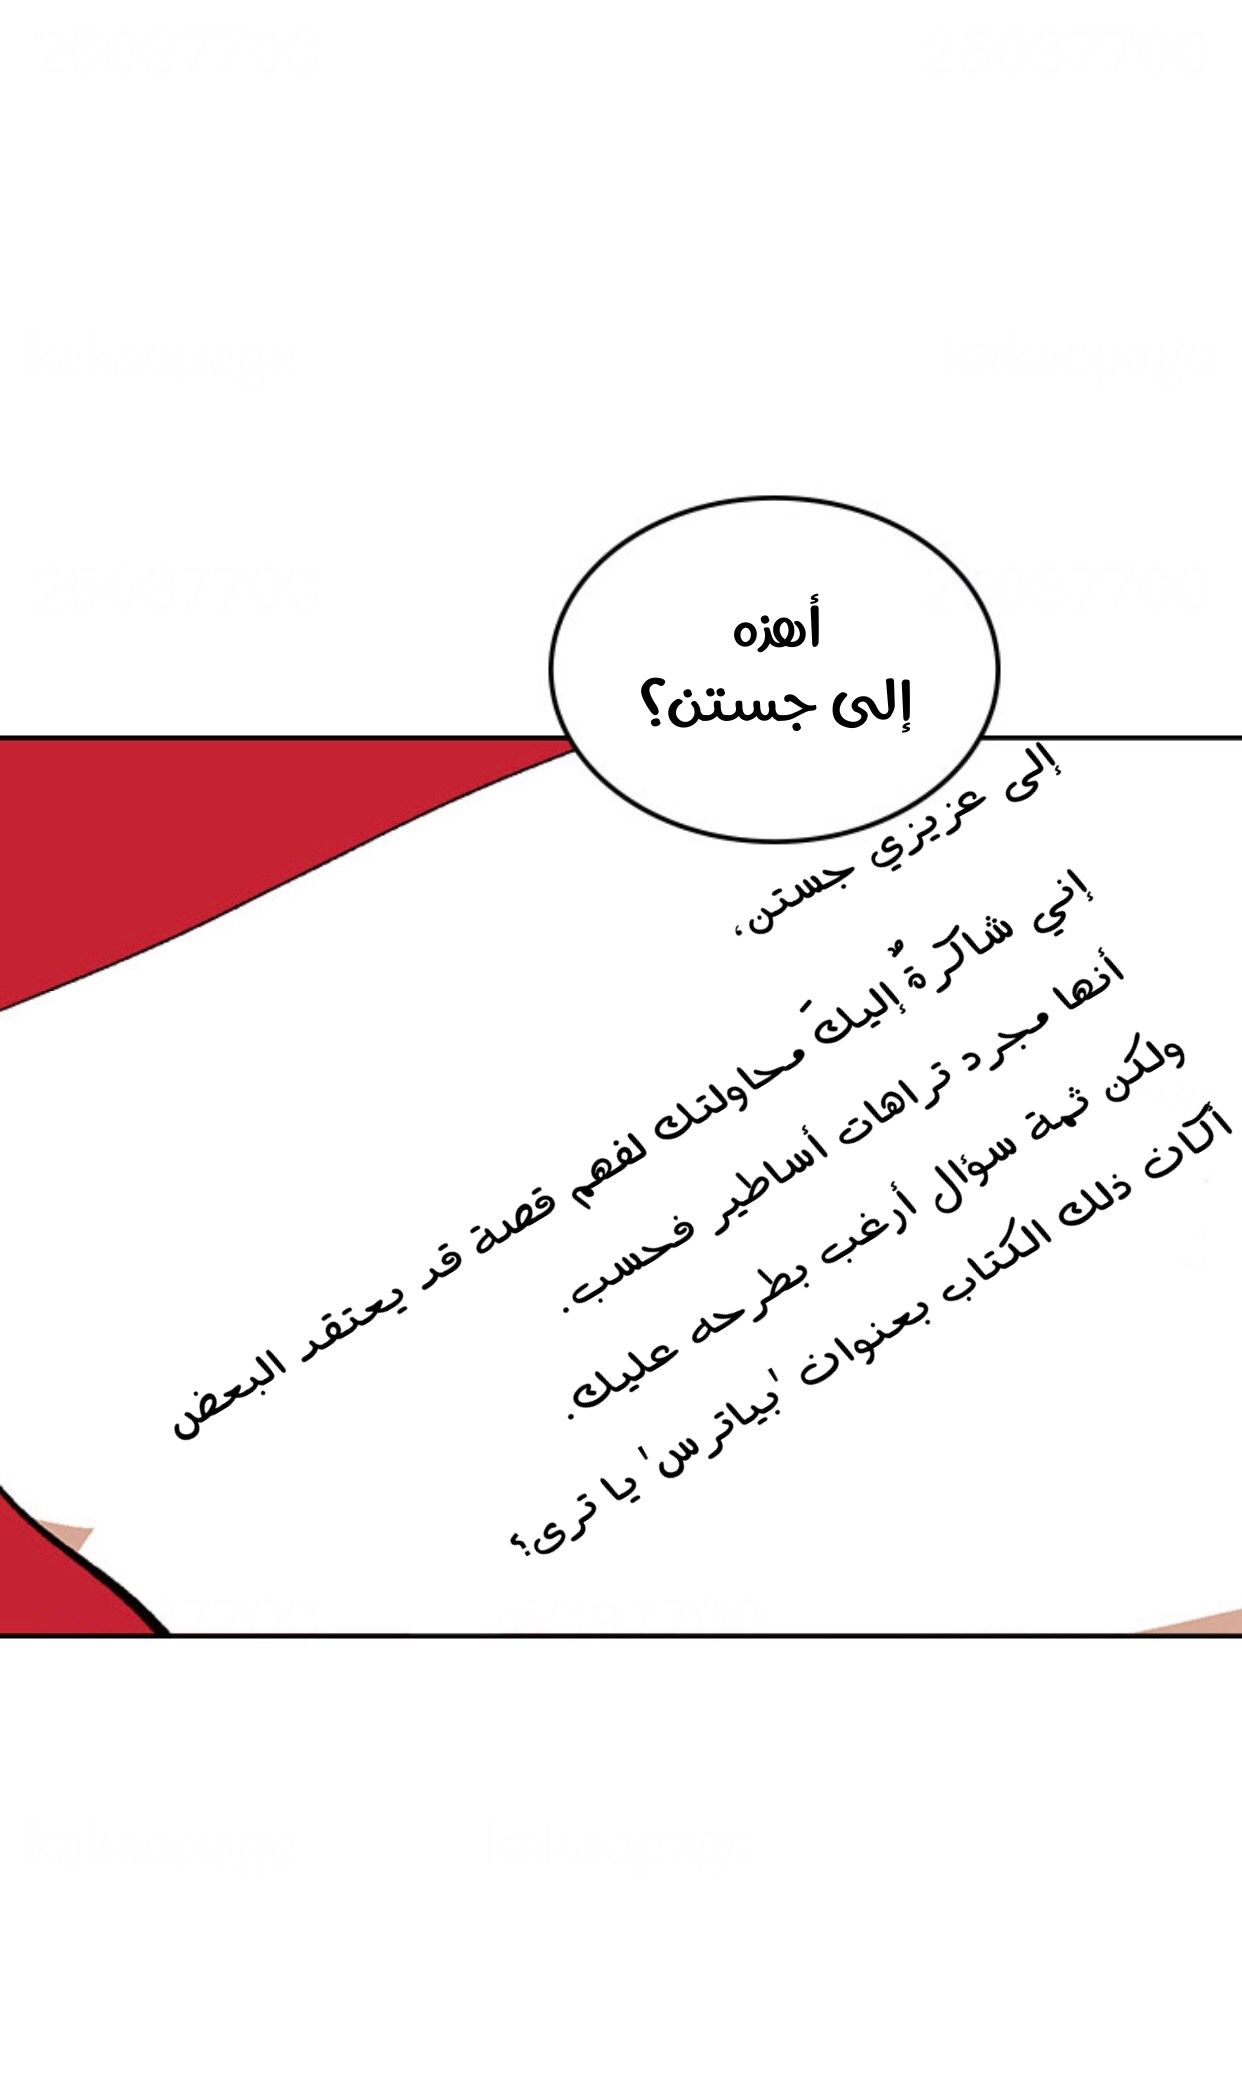 أهذه
إلى جستن؟
إلى عزيزي جستن،
إني شاكرةٌ إليكَ محاولتك لفهم قصة قد يعتقد البعض
أنها مجرد تراهات أساطير فحسب.
ولكن ثمة سؤال أرغب بطرحه عليك.
أكان ذلك الكتاب بعنوان 'بياترس' يا ترى؟